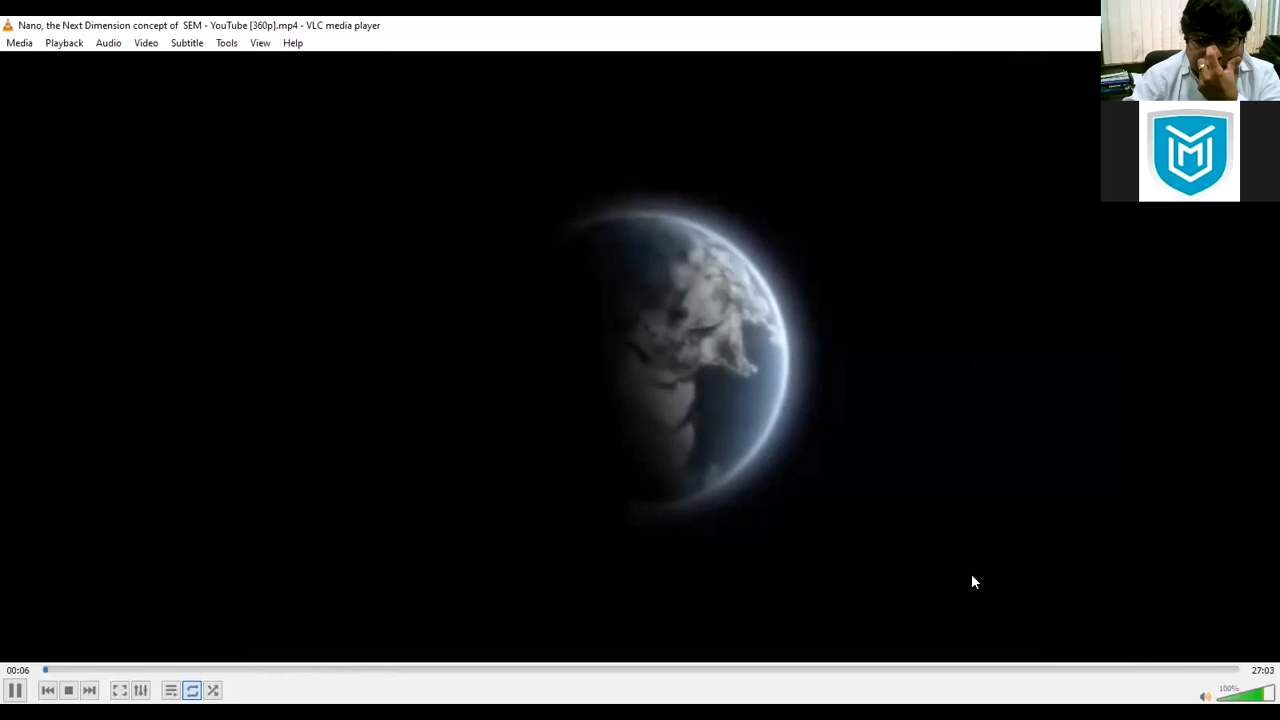 Nano, the Next Dimension concept of  SEM - YouTube [360p].mp4 - VLC media player
Media Playback Audio Video Subtitle Tools View Help
00:06
27:03
100%